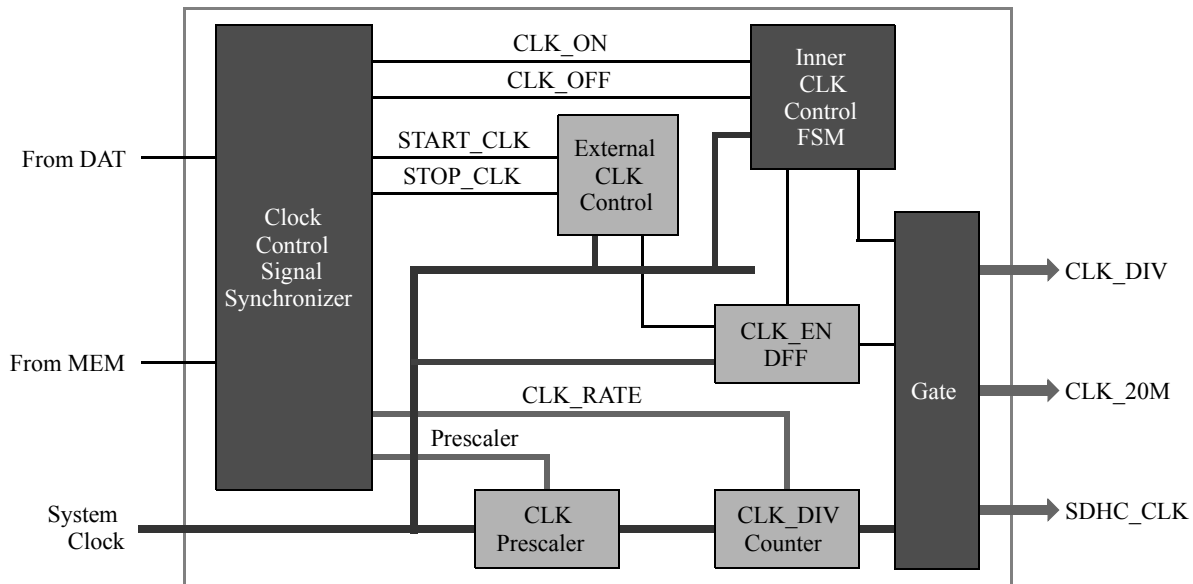 CLK_ON
CLK_OFF
Inner
CLK
Control
FSM
From DAT
START_CLK
STOP_CLK
External
CLK
Control
Clock
Control
Signal
Synchronizer
CLK_DIV
CLK_EN
DFF
From MEM
CLK_RATE
Gate
CLK_20M
Prescaler
System
Clock
CLK
Prescaler
CLK_DIV
Counter
SDHC_CLK